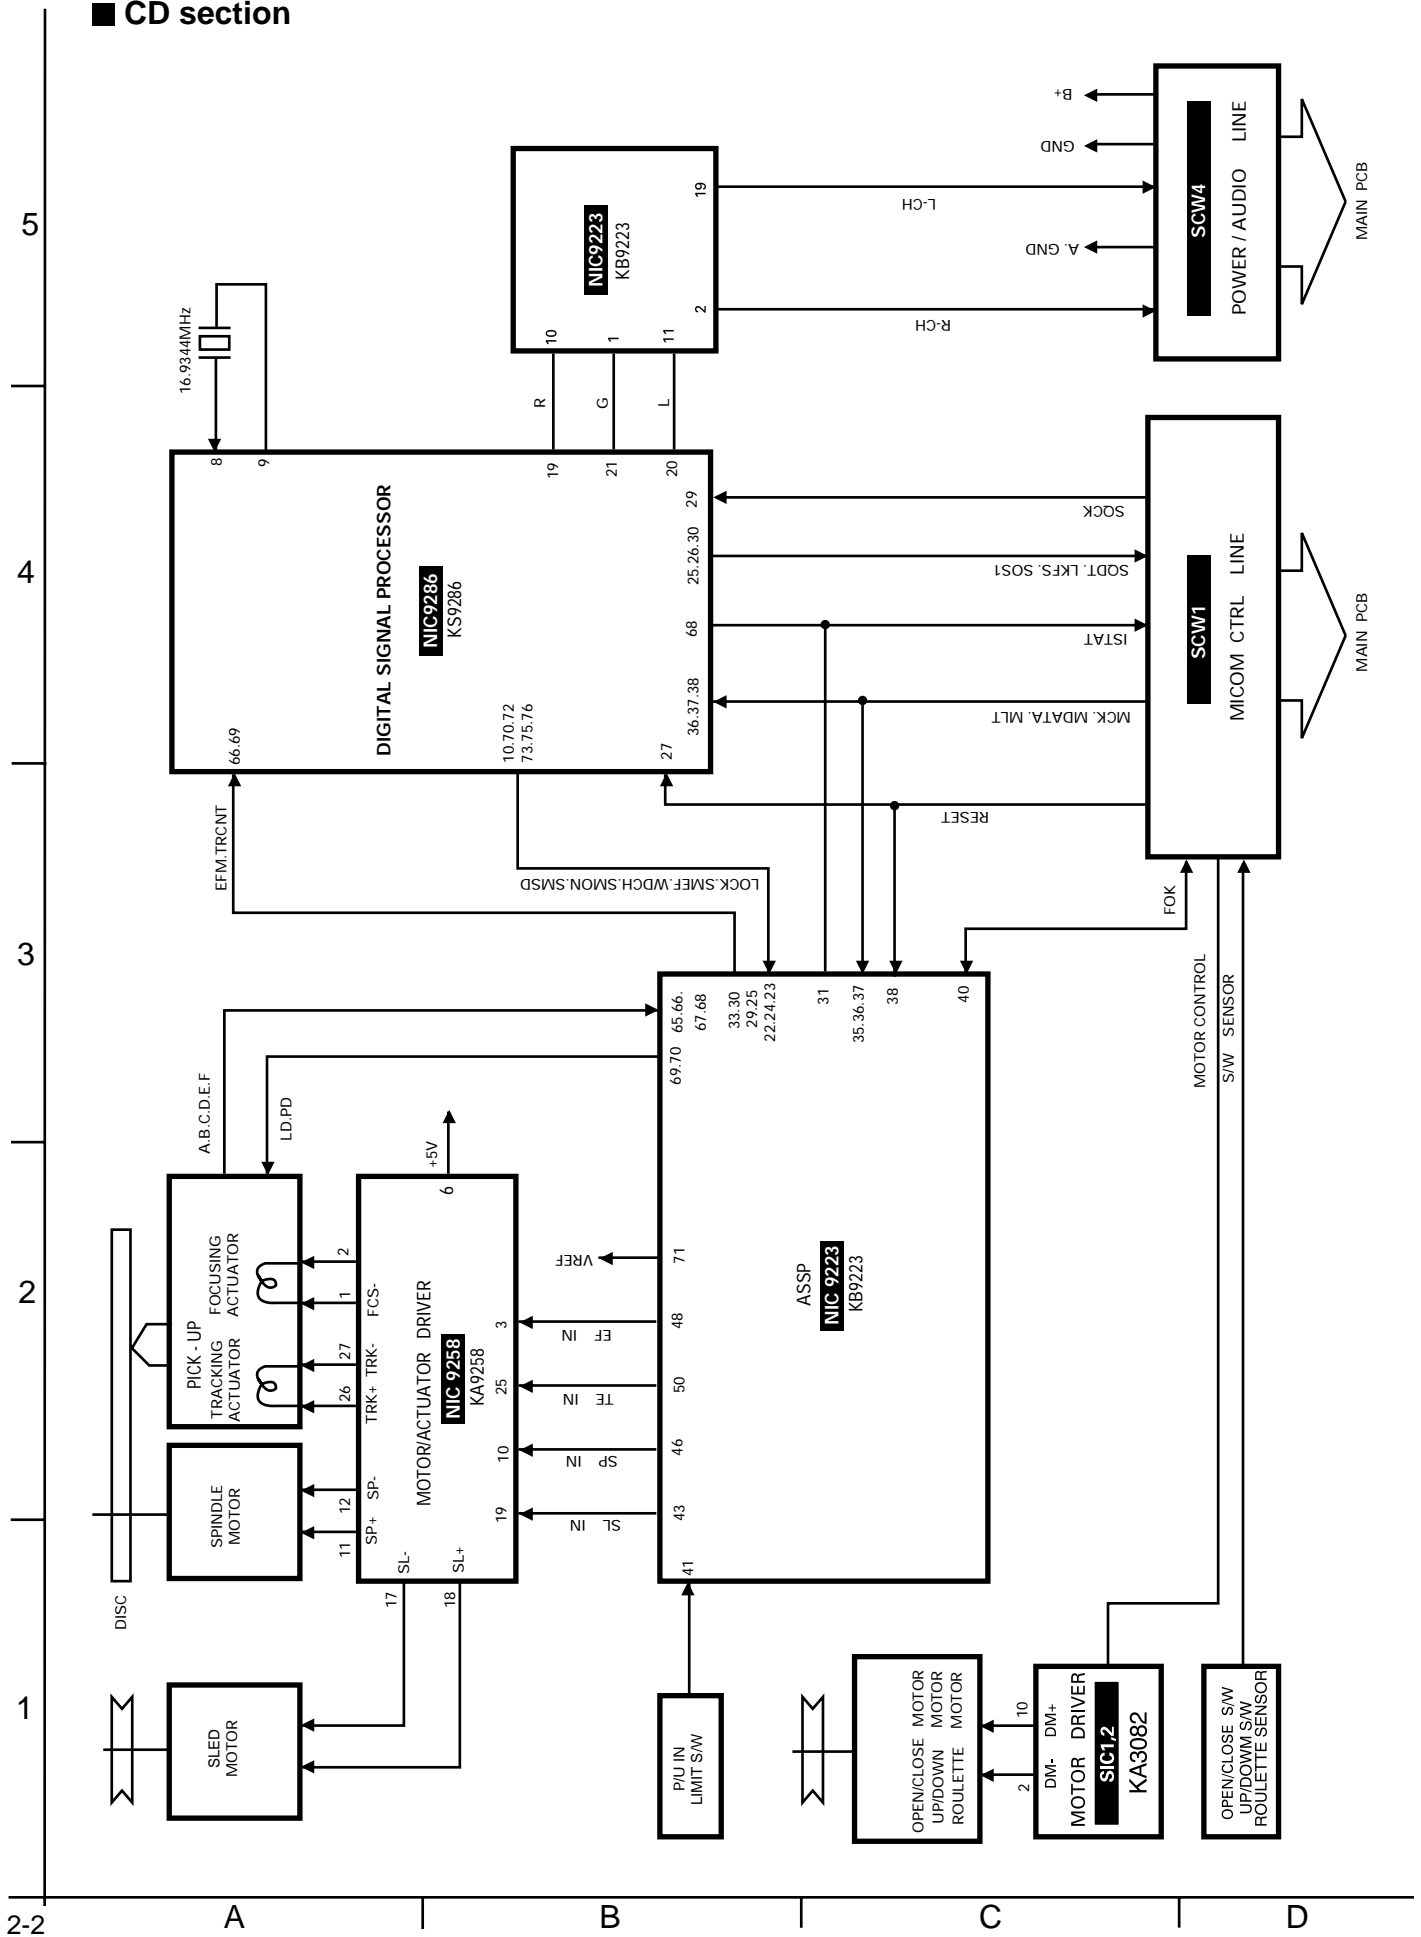 ■ CD section
5
4
3
2
1
2-2
A
B
C
D
16.9344MHz
8
9
DIGITAL SIGNAL PROCESSOR
NIC9286
KS9286
66.69
10.70.72
73.75.76
19
21
20
29
25.26.30
68
36.37.38
27
R
G
L
NIC9223
KB9223
10
1
11
19
2
L-CH
R-CH
B+
GND
A. GND
SCW4
POWER / AUDIO LINE
MAIN PCB
SQCK
SQDT. LKFS. SOS1
ISTAT
MCK. MDATA. MLT
RESET
SCW1
MICOM CTRL LINE
MAIN PCB
EFM.TRCNT
LOCK.SMEF.WDCH.SMON.SMSD
FOK
MOTOR CONTROL
S/W SENSOR
A.B.C.D.E.F
LD.PD
65.66.
67.68
33.30
29.25
22.24.23
31
35.36.37
38
40
69.70
71
48
50
46
43
41
ASSP
NIC 9223
KB9223
VREF
EF IN
TE IN
SP IN
SL IN
+5V
6
MOTOR/ACTUATOR DRIVER
NIC 9258
KA9258
3
25
10
19
2
1
FCS-
27
TRK-
26
TRK+
12
SP-
11
SP+
17
SL-
18
SL+
PICK - UP
FOCUSING
ACTUATOR
TRACKING
ACTUATOR
SPINDLE
MOTOR
DISC
SLED
MOTOR
P/U IN
LIMIT S/W
OPEN/CLOSE MOTOR
UP/DOWN MOTOR
ROULETTE MOTOR
2
10
DM- DM+
MOTOR DRIVER
SIC1,2
KA3082
OPEN/CLOSE S/W
UP/DOWM S/W
ROULETTE SENSOR